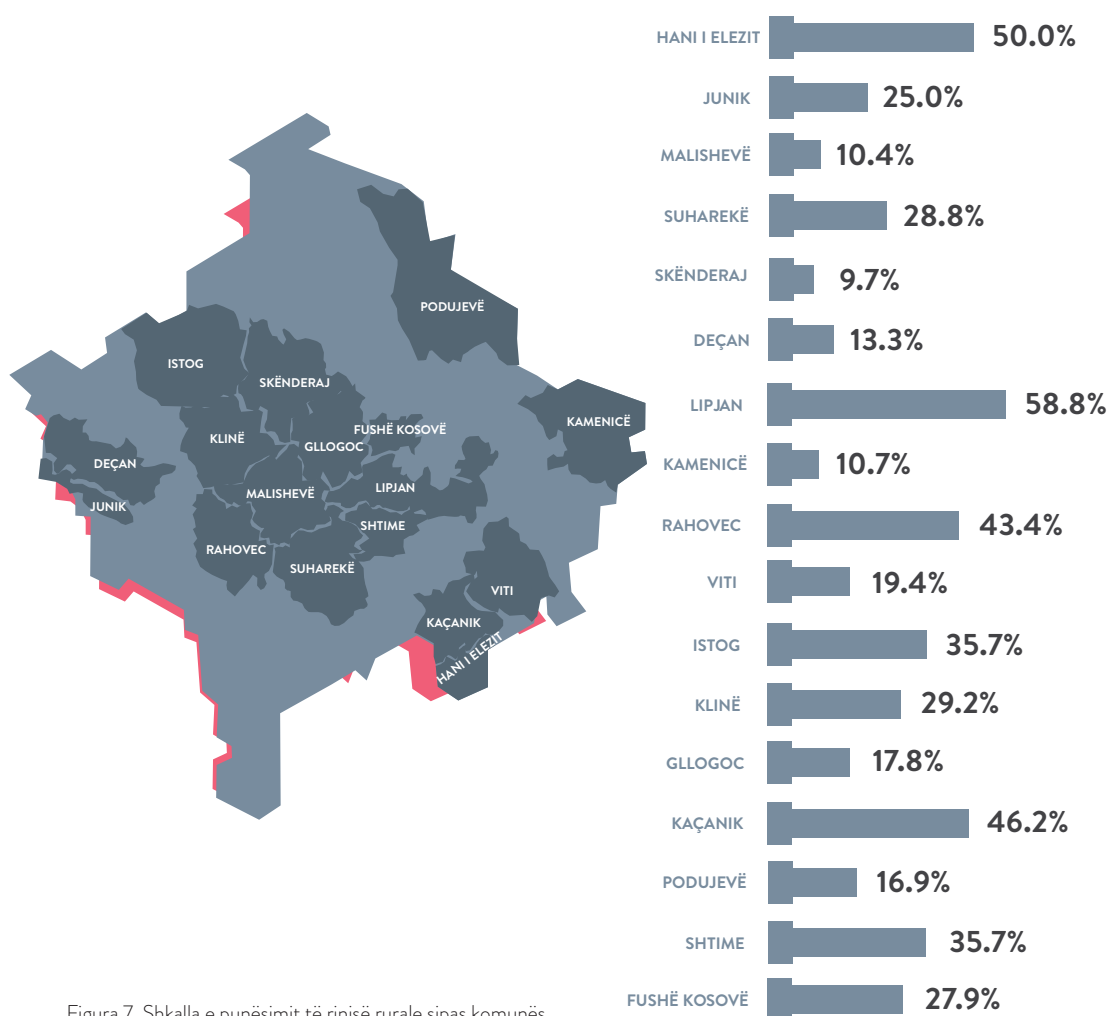 HANI I ELEZIT 50.0%
JUNIK 25.0%
MALISHEVË 10.4%
SUHAREKË 28.8%
SKËNDERAJ 9.7%
DEÇAN 13.3%
LIPJAN 58.8%
KAMENICË 10.7%
RAHOVEC 43.4%
VITI 19.4%
ISTOG 35.7%
KLINË 29.2%
GLLOGOC 17.8%
KAÇANIK 46.2%
PODUJEVË 16.9%
SHTIME 35.7%
FUSHË KOSOVË 27.9%
PODUJEVË
ISTOG
SKËNDERAJ
KAMENICË
FUSHË KOSOVË
KLINË
GLLOGOC
DEÇAN
LIPJAN
MALISHEVË
JUNIK
SHTIME
RAHOVEC
SUHAREKË
VITI
KAÇANIK
HANI I ELEZIT
Figura 7. Shkalla e punësimit të rinisë rurale sipas komunës